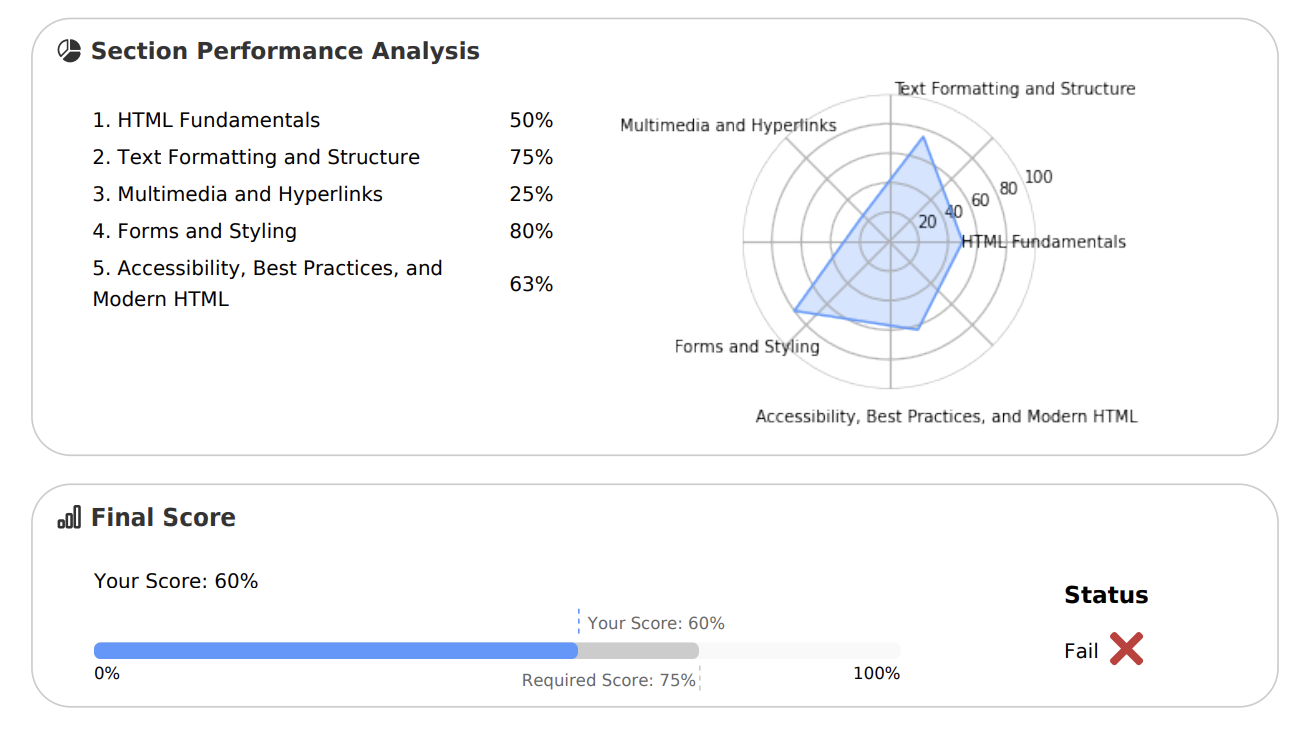 Section Performance Analysis
1. HTML Fundamentals 50%
2. Text Formatting and Structure 75%
3. Multimedia and Hyperlinks 25%
4. Forms and Styling 80%
5. Accessibility, Best Practices, and
Modern HTML 63%
Text Formatting and Structure
Multimedia and Hyperlinks
100
80
60
40
20
HTML Fundamentals
Forms and Styling
Accessibility, Best Practices, and Modern HTML
Final Score
Your Score: 60%
Status
Your Score: 60%
Fail
0% 100%
Required Score: 75%